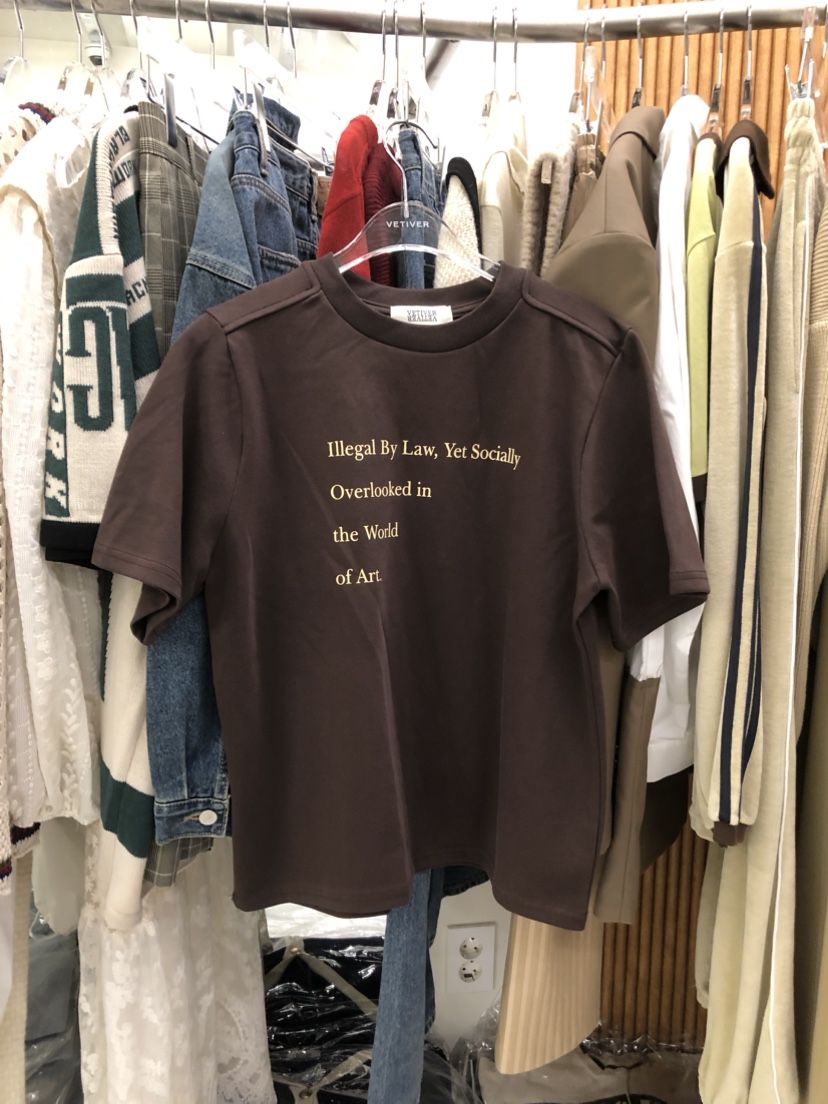 VETIVER
VETIVER
Illegal By Law, Yet Socially
Overlooked in
the World
of Art.